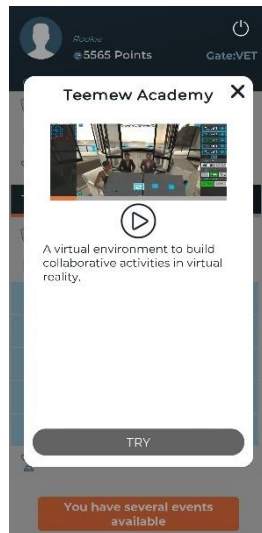 Rookie
5565 Points
Gate:VET
Teemew Academy
A virtual environment to build
collaborative activities in virtual
reality.
TRY
You have several events
available